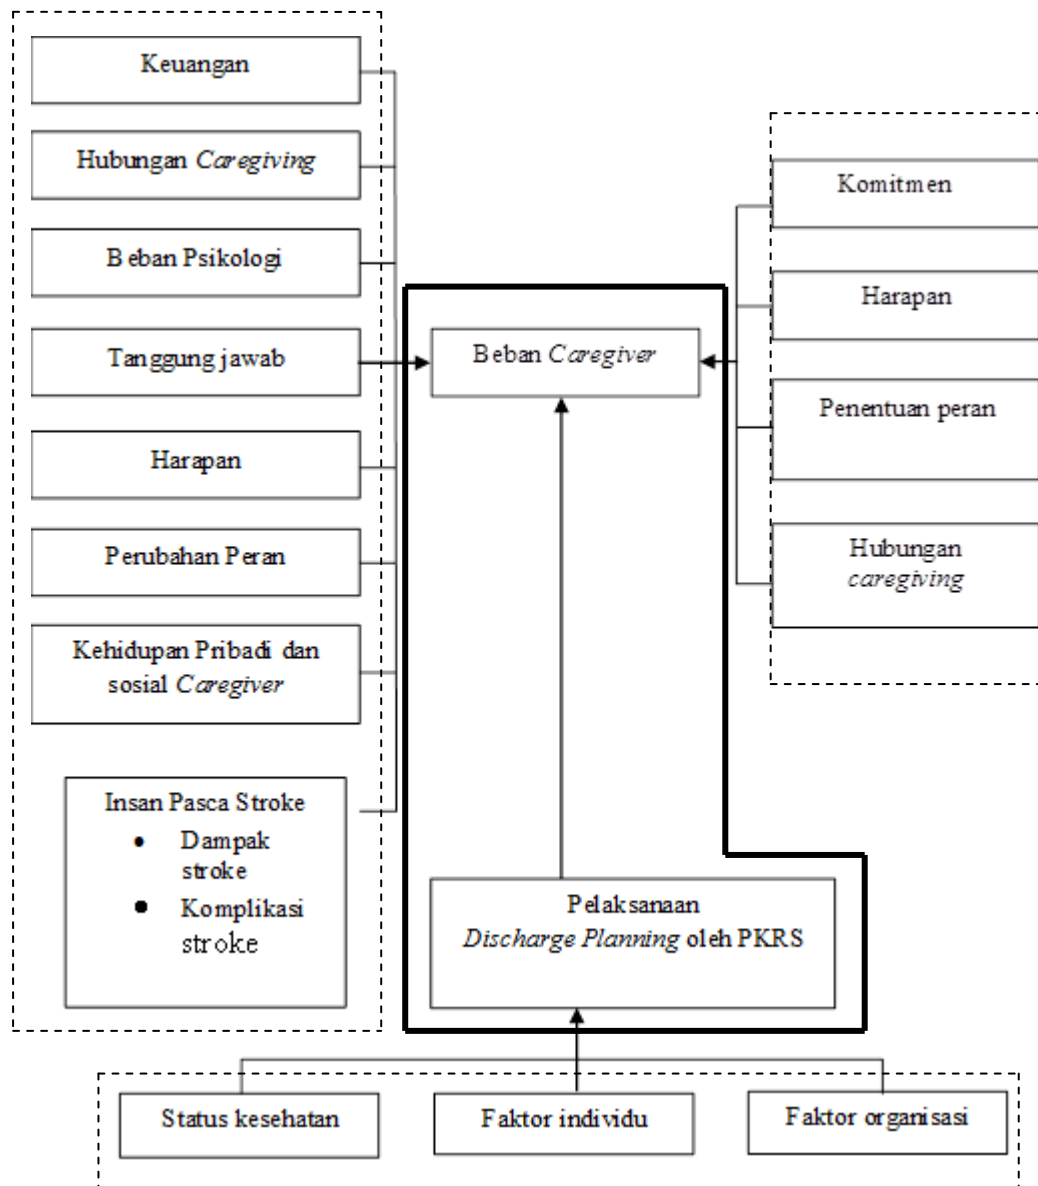 Keuangan
Hubungan Caregiving
Beban Psikologi
Tanggung jawab
Harapan
Perubahan Peran
Kehidupan Pribadi dan
sosial Caregiver
Insan Pasca Stroke
• Dampak
stroke
• Komplikasi
stroke
Beban Caregiver
Pelaksanaan
Discharge Planning oleh PKRS
Komitmen
Harapan
Penentuan peran
Hubungan
caregiving
Status kesehatan
Faktor individu
Faktor organisasi